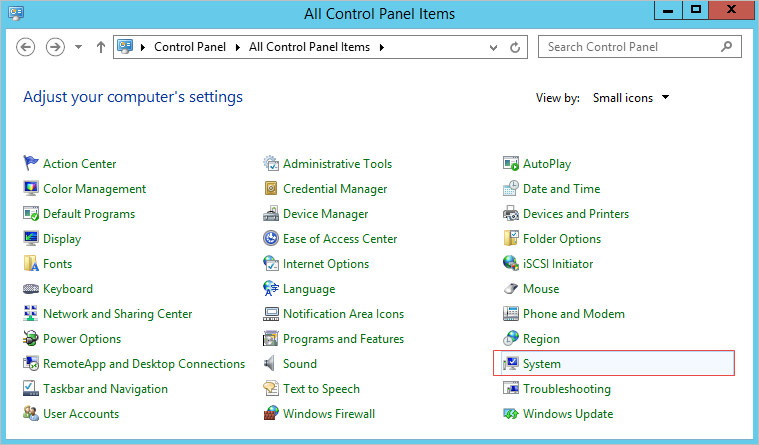 All Control Panel Items
Control Panel All Control Panel Items Search Control Panel
Adjust your computer's settings View by: Small icons
Action Center Administrative Tools AutoPlay
Color Management Credential Manager Date and Time
Default Programs Device Manager Devices and Printers
Display Ease of Access Center Folder Options
Fonts Internet Options iSCSI Initiator
Keyboard Language Mouse
Network and Sharing Center Notification Area Icons Phone and Modem
Power Options Programs and Features Region
RemoteApp and Desktop Connections Sound System
Taskbar and Navigation Text to Speech Troubleshooting
User Accounts Windows Firewall Windows Update